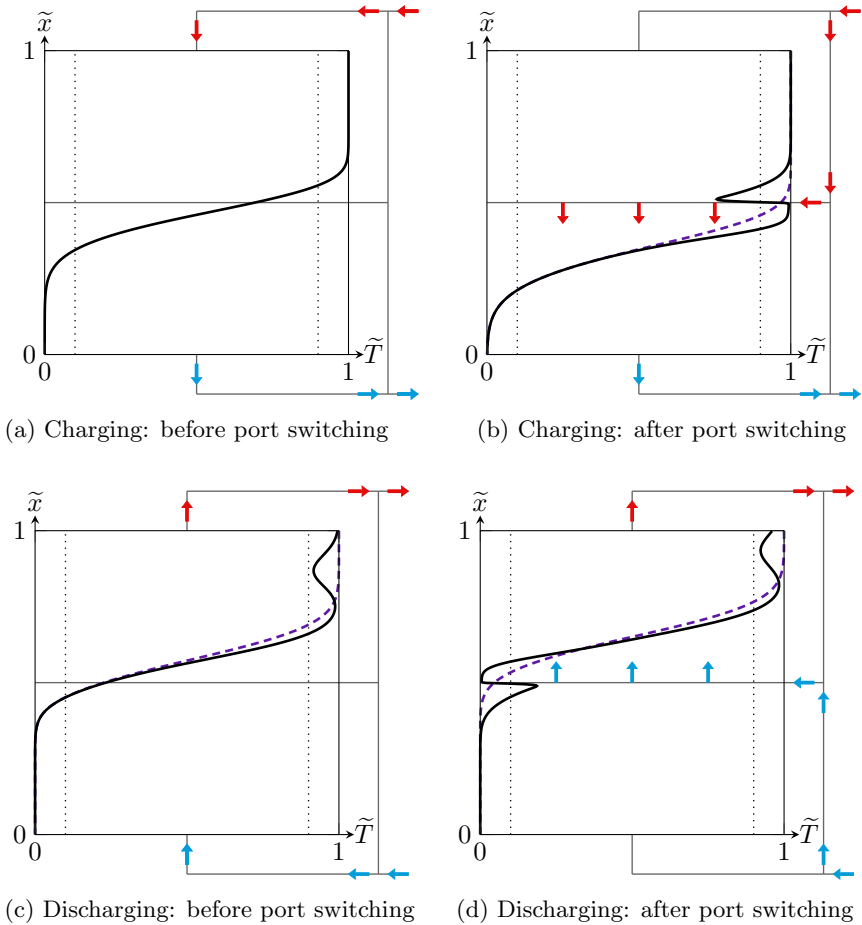 x̃ x̃
1 1
0 T̃ 0 T̃
0 1 0 1
(a) Charging: before port switching (b) Charging: after port switching
x̃ x̃
1 1
0 T̃ 0 T̃
0 1 0 1
(c) Discharging: before port switching (d) Discharging: after port switching